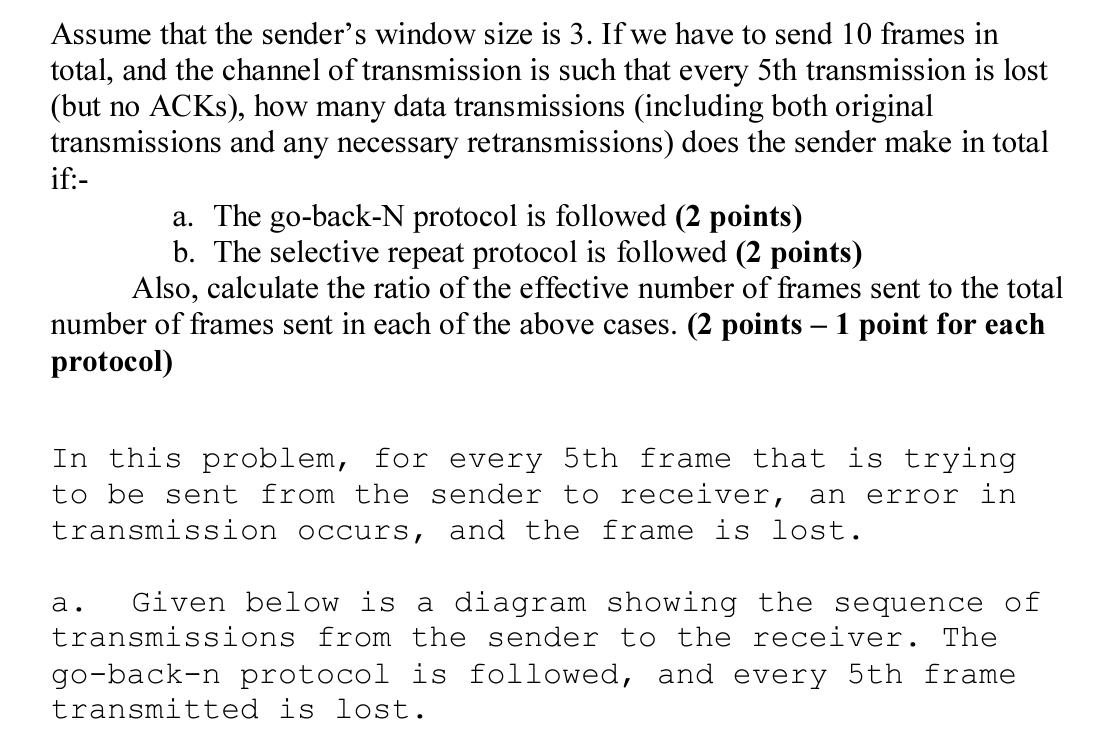 Assume that the sender’s window size is 3. If we have to send 10 frames in
total, and the channel of transmission is such that every 5th transmission is lost
(but no ACKs), how many data transmissions (including both original
transmissions and any necessary retransmissions) does the sender make in total
if:-
a. The go-back-N protocol is followed (2 points)
b. The selective repeat protocol is followed (2 points)
Also, calculate the ratio of the effective number of frames sent to the total
number of frames sent in each of the above cases. (2 points – 1 point for each
protocol)
In this problem, for every 5th frame that is trying
to be sent from the sender to receiver, an error in
transmission occurs, and the frame is lost.
a. Given below is a diagram showing the sequence of
transmissions from the sender to the receiver. The
go-back-n protocol is followed, and every 5th frame
transmitted is lost.